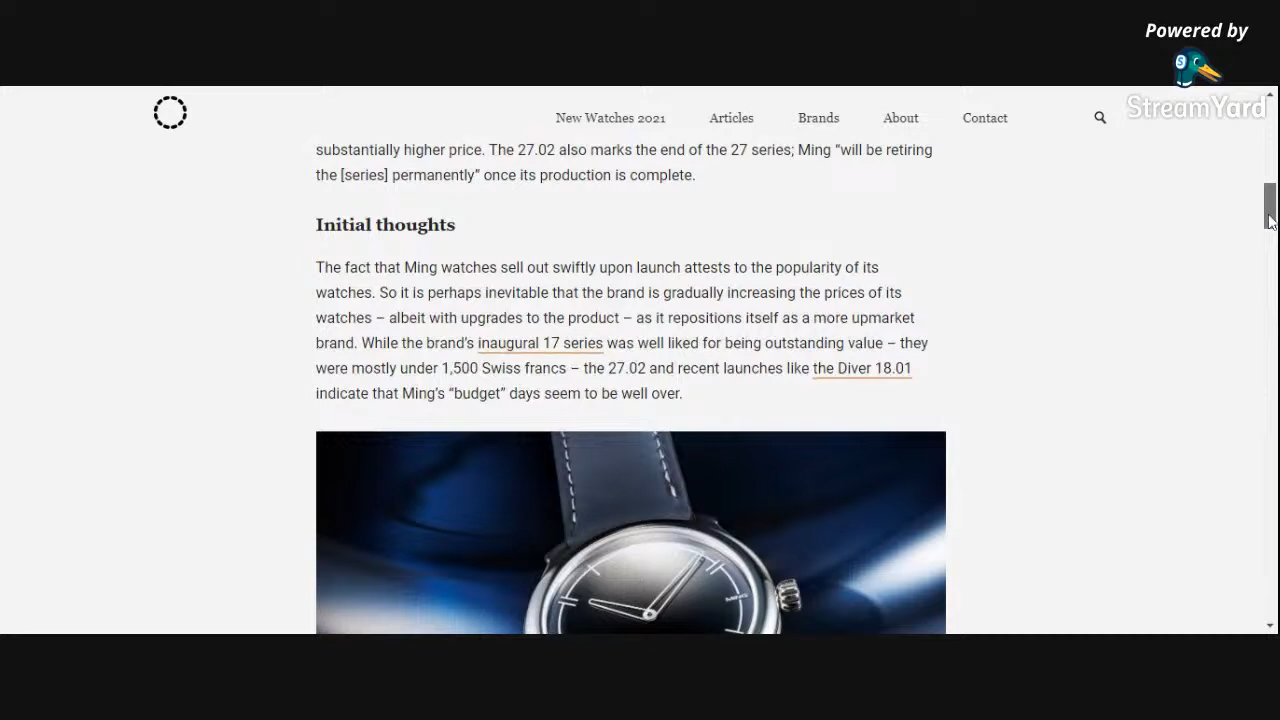 Powered by
StreamYard
New Watches 2021 Articles Brands About Contact
substantially higher price. The 27.02 also marks the end of the 27 series; Ming “will be retiring
the [series] permanently” once its production is complete.
Initial thoughts
The fact that Ming watches sell out swiftly upon launch attests to the popularity of its
watches. So it is perhaps inevitable that the brand is gradually increasing the prices of its
watches – albeit with upgrades to the product – as it repositions itself as a more upmarket
brand. While the brand’s inaugural 17 series was well liked for being outstanding value – they
were mostly under 1,500 Swiss francs – the 27.02 and recent launches like the Diver 18.01
indicate that Ming’s “budget” days seem to be well over.
MING